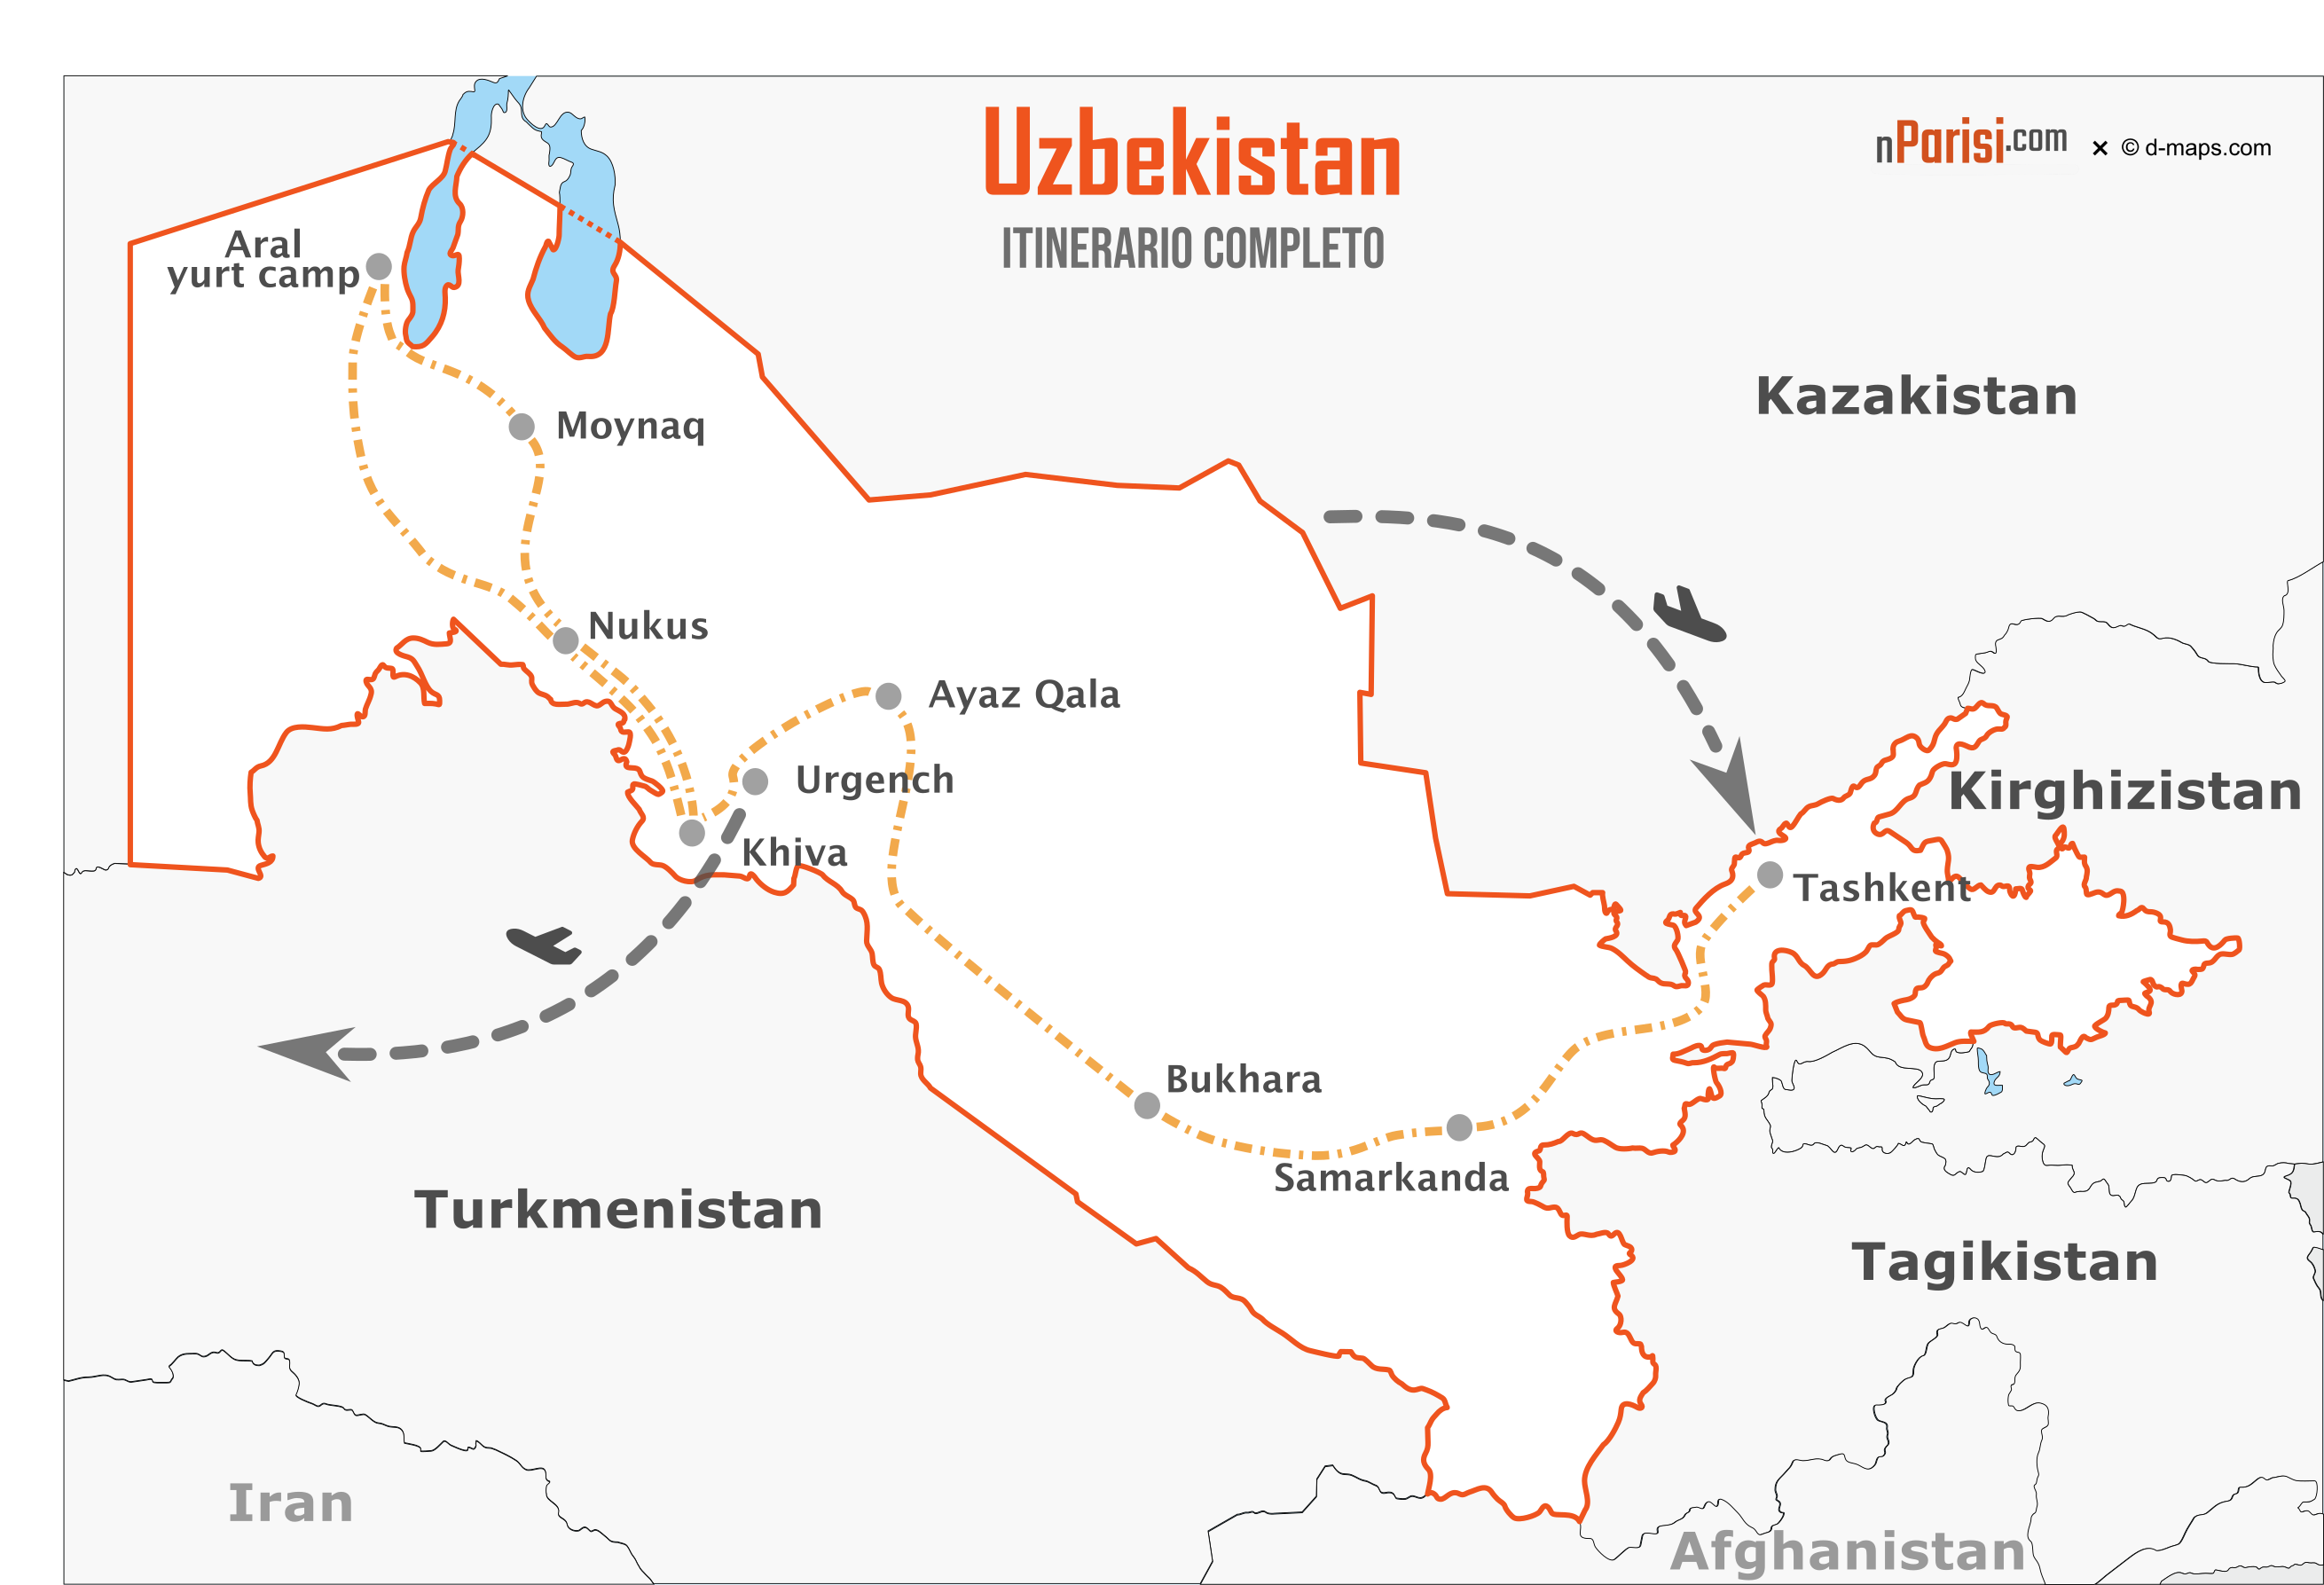 Uzbekistan
ITINERARIO COMPLETO
nParisi.com × © d-maps.com
Aral
yurt camp
Kazakistan
Moynaq
Nukus
Ayaz Qala
Urgench
Kirghizistan
Khiva
Tashkent
Bukhara
Samarkanda
Turkmenistan
Tagikistan
Iran
Afghanistan